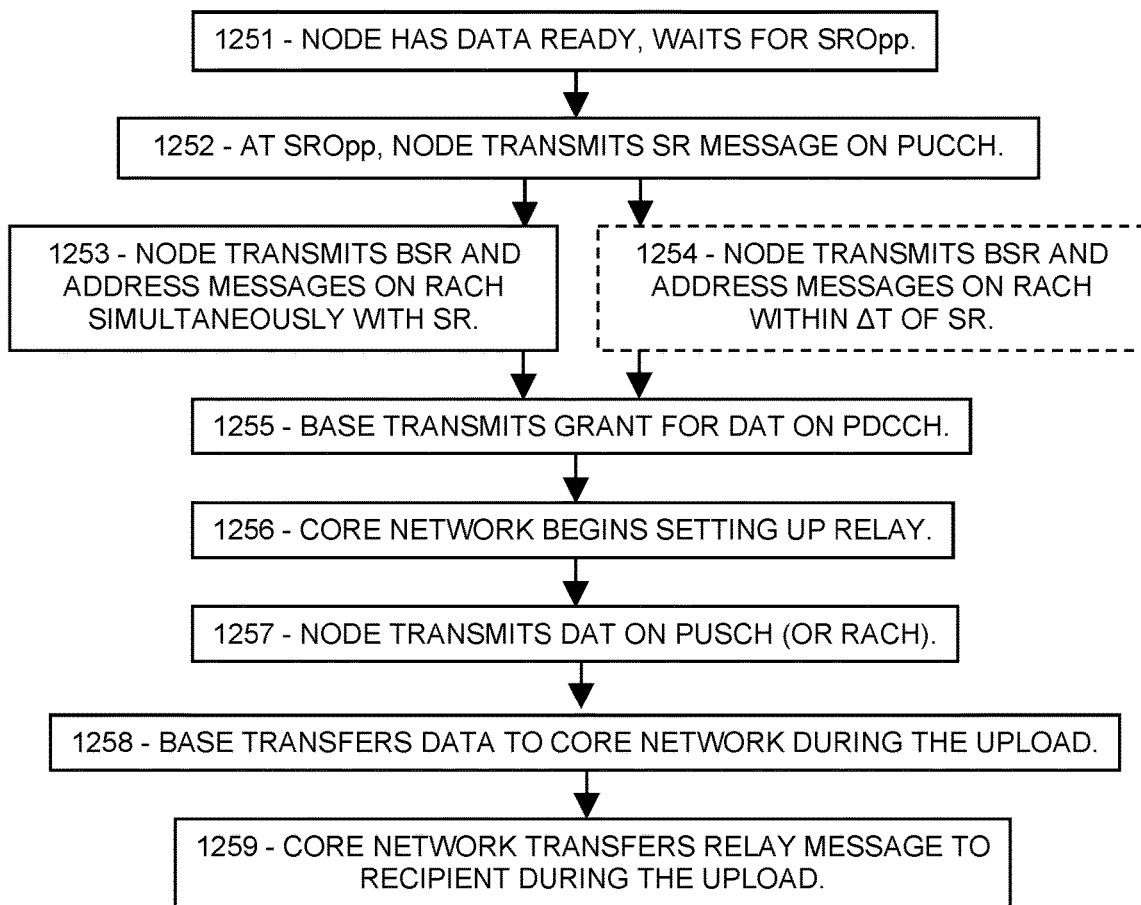 1251 - NODE HAS DATA READY, WAITS FOR SROpp.
1252 - AT SROpp, NODE TRANSMITS SR MESSAGE ON PUCCH.
1253 - NODE TRANSMITS BSR AND
ADDRESS MESSAGES ON RACH
SIMULTANEOUSLY WITH SR.
1254 - NODE TRANSMITS BSR AND
ADDRESS MESSAGES ON RACH
WITHIN ΔT OF SR.
1255 - BASE TRANSMITS GRANT FOR DAT ON PDCCH.
1256 - CORE NETWORK BEGINS SETTING UP RELAY.
1257 - NODE TRANSMITS DAT ON PUSCH (OR RACH).
1258 - BASE TRANSFERS DATA TO CORE NETWORK DURING THE UPLOAD.
1259 - CORE NETWORK TRANSFERS RELAY MESSAGE TO
RECIPIENT DURING THE UPLOAD.